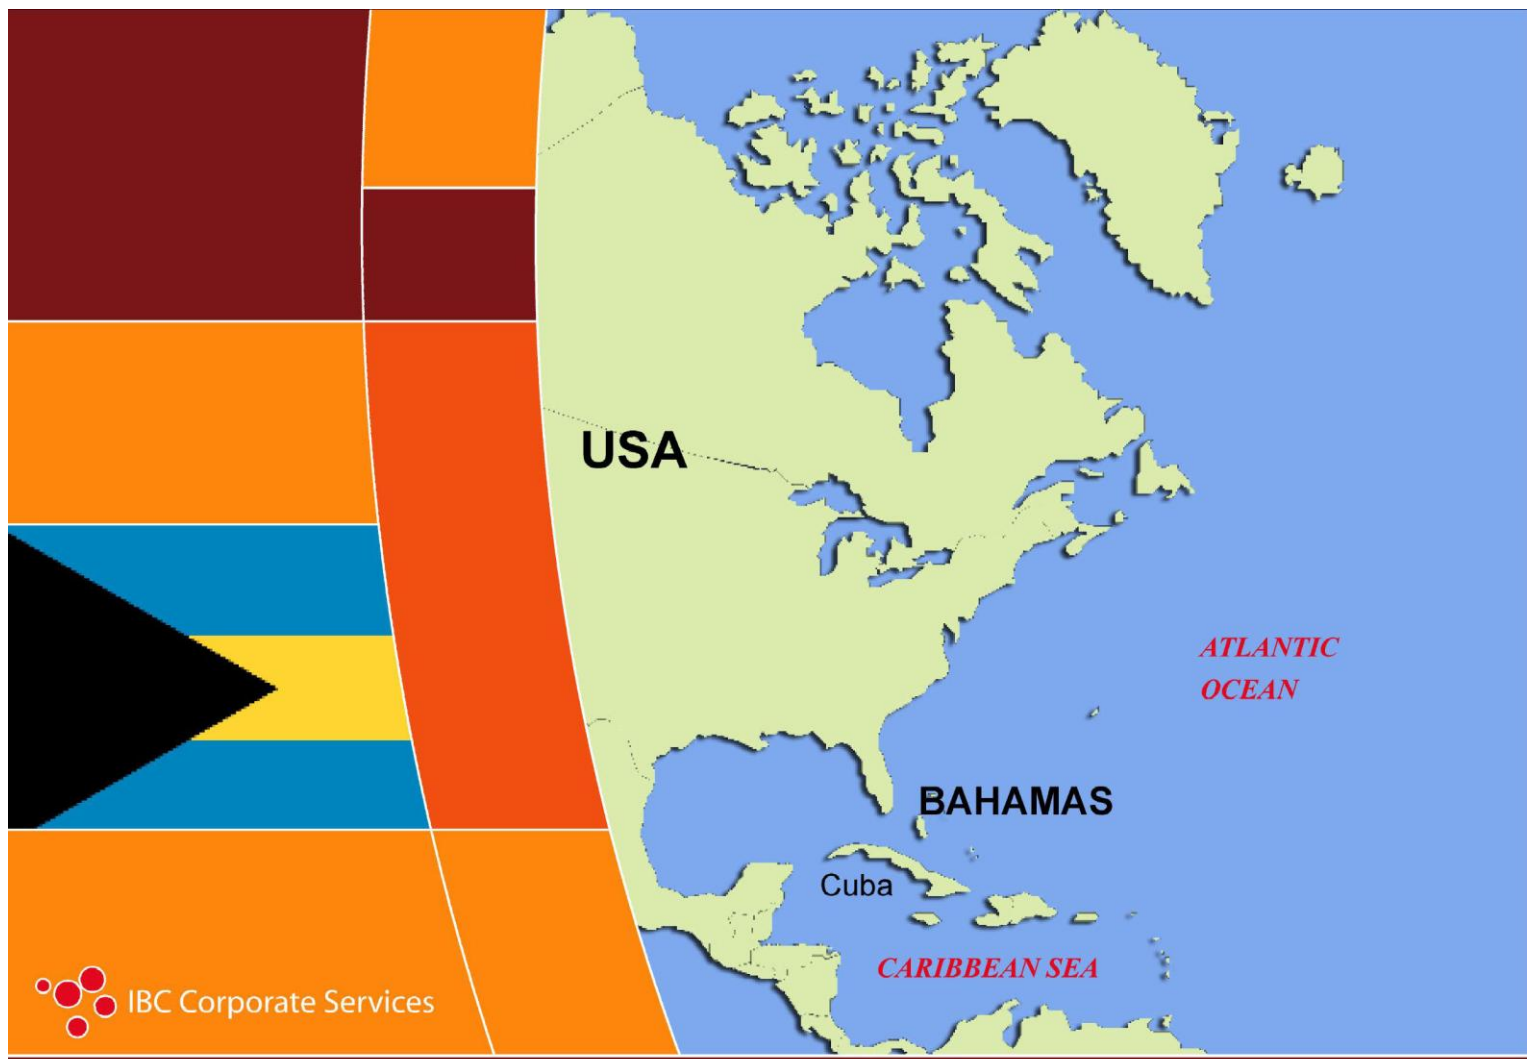 USA
ATLANTIC
OCEAN
BAHAMAS
Cuba
CARIBBEAN SEA
IBC Corporate Services